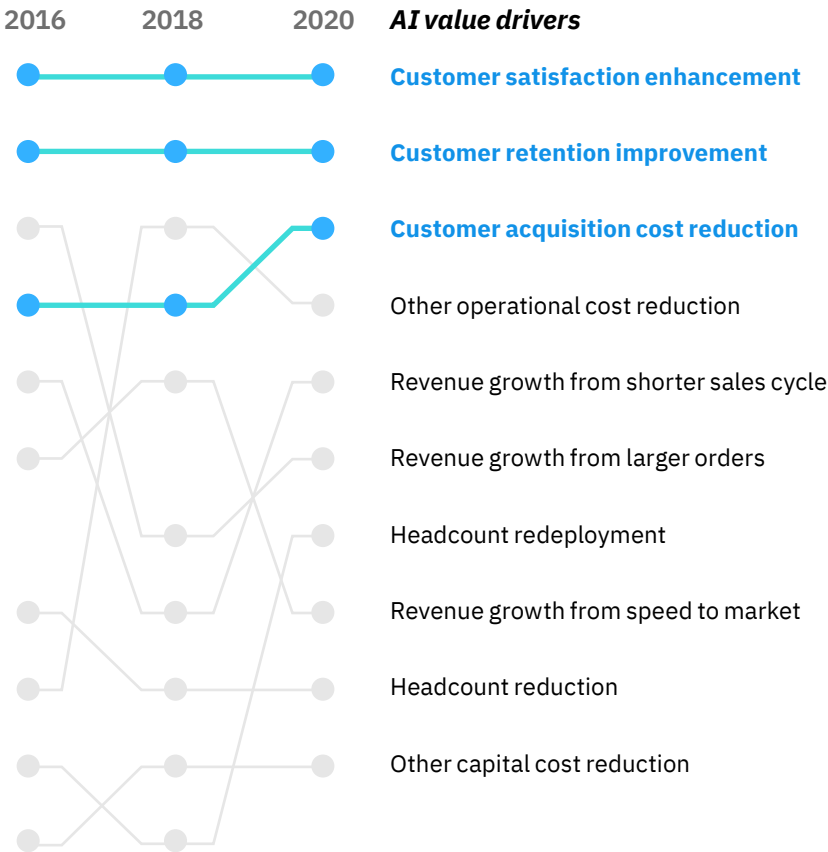 2016 2018 2020 AI value drivers
Customer satisfaction enhancement
Customer retention improvement
Customer acquisition cost reduction
Other operational cost reduction
Revenue growth from shorter sales cycle
Revenue growth from larger orders
Headcount redeployment
Revenue growth from speed to market
Headcount reduction
Other capital cost reduction